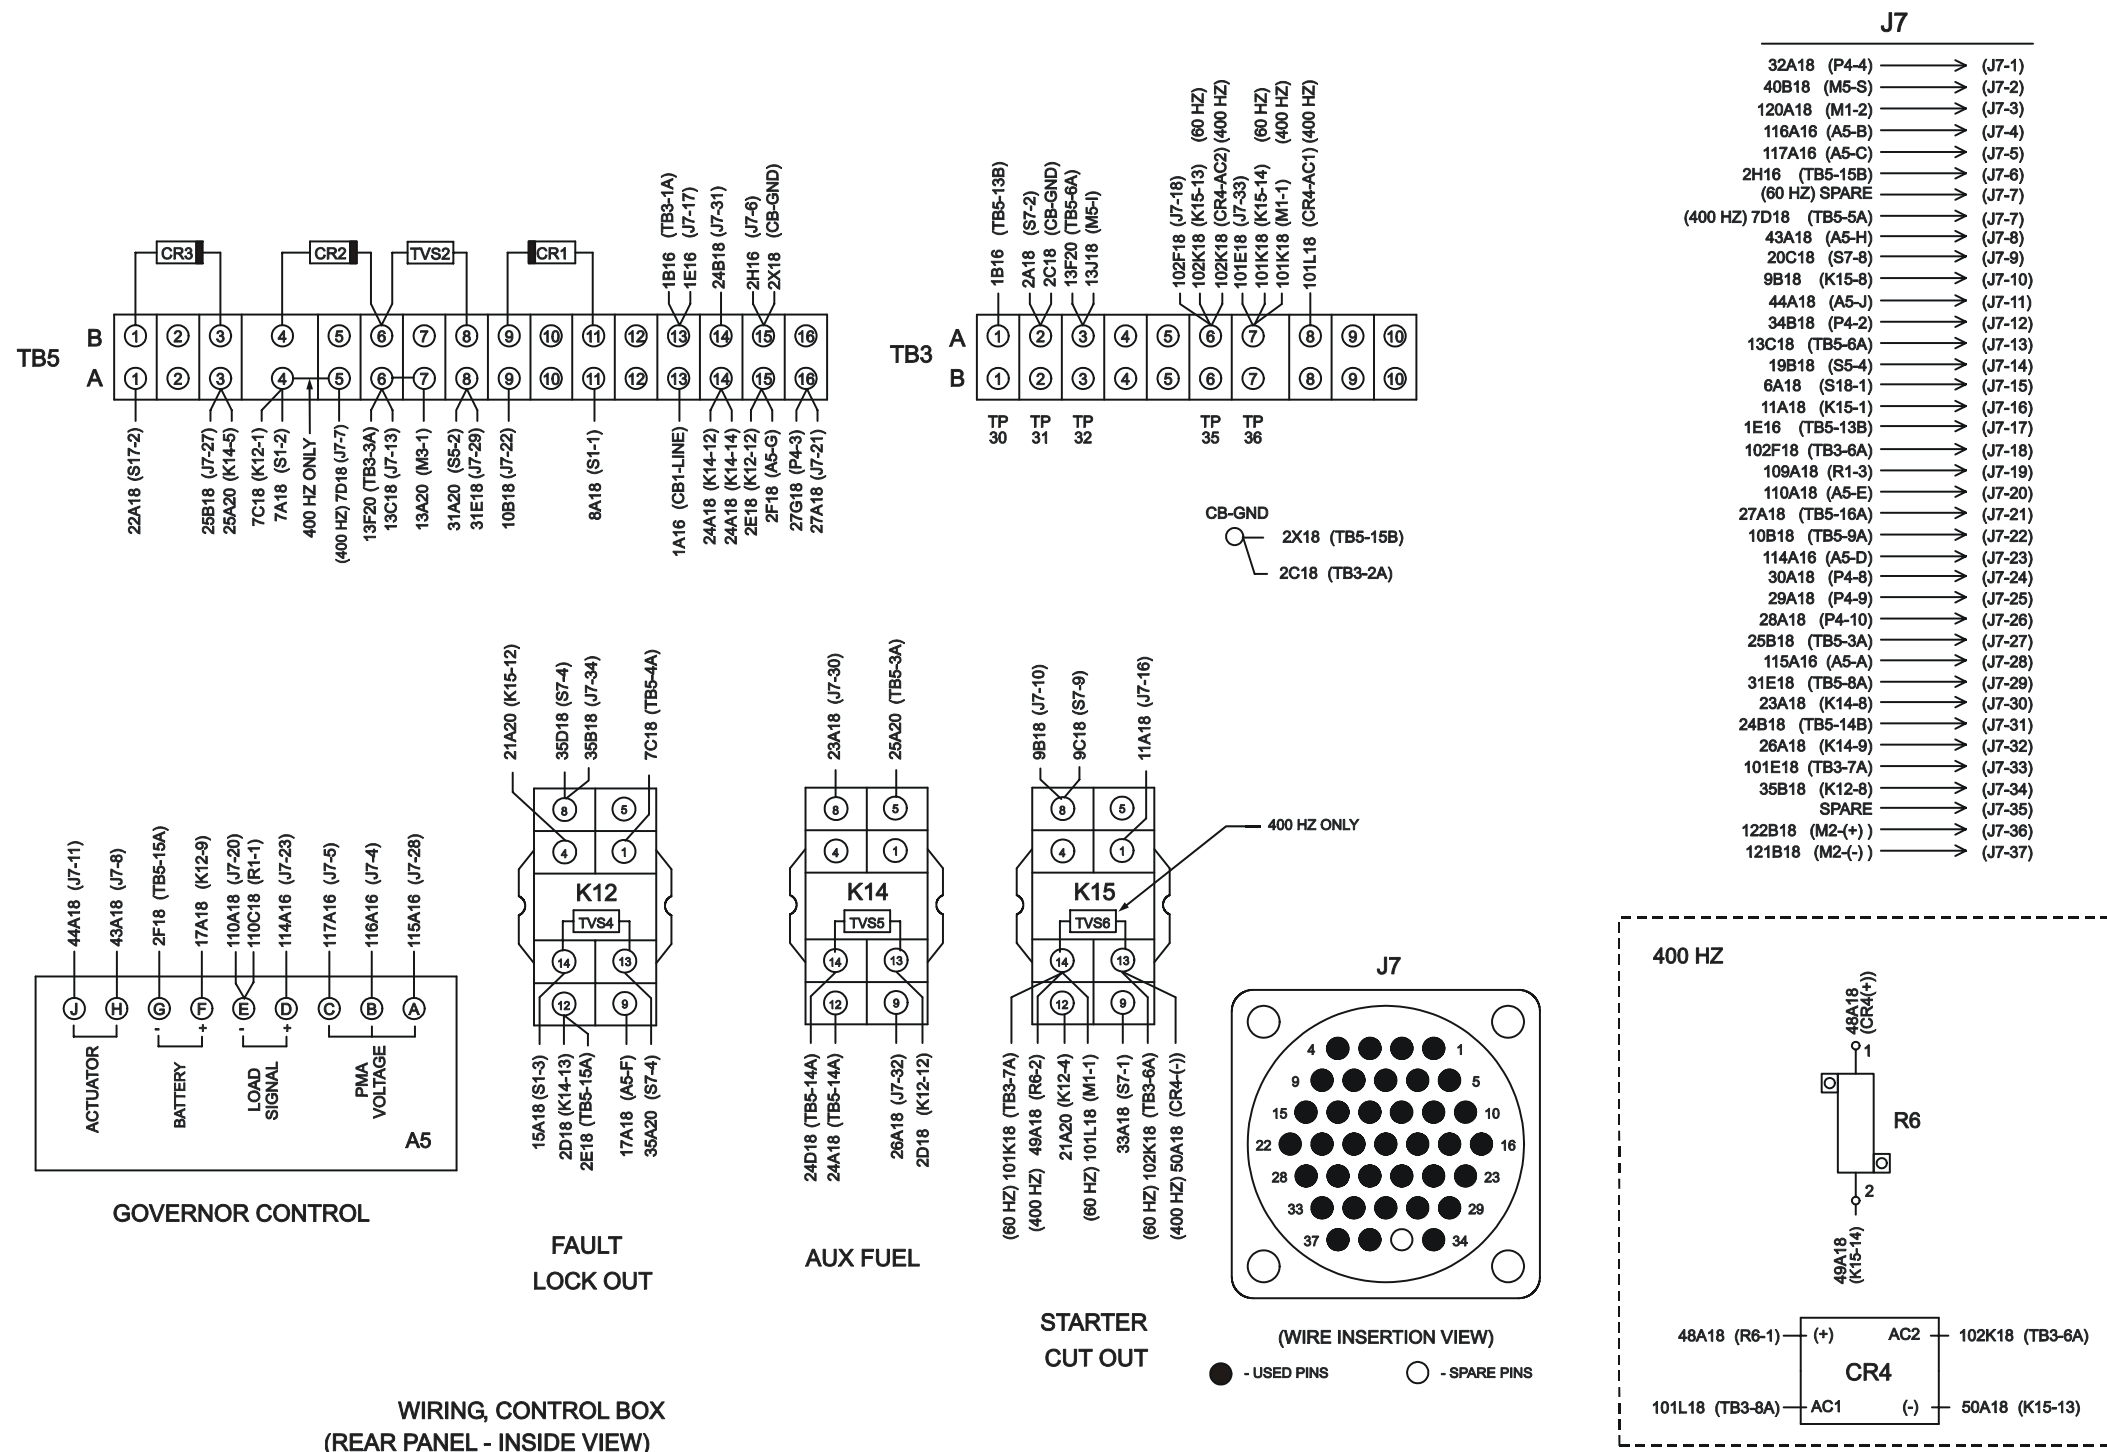 J7
32A18 (P4-4) (J7-1)
40B18 (M5-S) (J7-2)
120A18 (M1-2) (J7-3)
116A16 (A5-B) (J7-4)
117A16 (A5-C) (J7-5)
2H16 (TB5-15B) (J7-6)
(60 HZ) SPARE (J7-7)
(400 HZ) 7D18 (TB5-5A) (J7-7)
43A18 (A5-H) (J7-8)
20C18 (S7-8) (J7-9)
9B18 (K15-8) (J7-10)
44A18 (A5-J) (J7-11)
34B18 (P4-2) (J7-12)
13C18 (TB5-6A) (J7-13)
19B18 (S5-4) (J7-14)
6A18 (S18-1) (J7-15)
11A18 (K15-1) (J7-16)
1E16 (TB5-13B) (J7-17)
102F18 (TB3-6A) (J7-18)
109A18 (R1-3) (J7-19)
110A18 (A5-E) (J7-20)
27A18 (TB5-16A) (J7-21)
10B18 (TB5-9A) (J7-22)
114A16 (A5-D) (J7-23)
30A18 (P4-8) (J7-24)
29A18 (P4-9) (J7-25)
28A18 (P4-10) (J7-26)
25B18 (TB5-3A) (J7-27)
115A16 (A5-A) (J7-28)
31E18 (TB5-8A) (J7-29)
23A18 (K14-8) (J7-30)
24B18 (TB5-14B) (J7-31)
26A18 (K14-9) (J7-32)
101E18 (TB3-7A) (J7-33)
35B18 (K12-8) (J7-34)
SPARE (J7-35)
122B18 (M2-(+) ) (J7-36)
121B18 (M2-(-) ) (J7-37)
1B16 (TB3-1A)
1E16 (J7-17)
24B18 (J7-31)
2H16 (J7-6)
2X18 (CB-GND)
CR3
CR2
TVS2
CR1
TB5
B 1 2 3 4 5 6 7 8 9 10 11 12 13 14 15 16
A 1 2 3 4 5 6 7 8 9 10 11 12 13 14 15 16
22A18 (S17-2)
25B18 (J7-27)
25A20 (K14-5)
7C18 (K12-1)
7A18 (S1-2)
400 HZ ONLY
(400 HZ) 7D18 (J7-7)
13F20 (TB3-3A)
13C18 (J7-13)
13A20 (M3-1)
31A20 (S5-2)
31E18 (J7-29)
10B18 (J7-22)
8A18 (S1-1)
1A16 (CB1-LINE)
24A18 (K14-12)
24A18 (K14-14)
2E18 (K12-12)
2F18 (A5-G)
27G18 (P4-3)
27A18 (J7-21)
1B16 (TB5-13B)
2A18 (S7-2)
2C18 (CB-GND)
13F20 (TB5-6A)
13J18 (M5-I)
102F18 (J7-18)
102K18 (K15-13) (60 HZ)
102K18 (CR4-AC2) (400 HZ)
101E18 (J7-33)
101K18 (K15-14) (60 HZ)
101K18 (M1-1) (400 HZ)
101L18 (CR4-AC1) (400 HZ)
TB3
A 1 2 3 4 5 6 7 8 9 10
B 1 2 3 4 5 6 7 8 9 10
TP TP TP TP TP
30 31 32 35 36
CB-GND
2X18 (TB5-15B)
2C18 (TB3-2A)
44A18 (J7-11)
43A18 (J7-8)
2F18 (TB5-15A)
17A18 (K12-9)
110A18 (J7-20)
110C18 (R1-1)
114A16 (J7-23)
117A16 (J7-5)
116A16 (J7-4)
115A16 (J7-28)
J H G F E D C B A
- + - +
ACTUATOR
BATTERY
LOAD
SIGNAL
PMA
VOLTAGE
A5
GOVERNOR CONTROL
21A20 (K15-12)
35D18 (S7-4)
35B18 (J7-34)
7C18 (TB5-4A)
8 5
4 1
K12
TVS4
14 13
12 9
15A18 (S1-3)
2D18 (K14-13)
2E18 (TB5-15A)
17A18 (A5-F)
35A20 (S7-4)
FAULT
LOCK OUT
23A18 (J7-30)
25A20 (TB5-3A)
8 5
4 1
K14
TVS5
14 13
12 9
24D18 (TB5-14A)
24A18 (TB5-14A)
26A18 (J7-32)
2D18 (K12-12)
AUX FUEL
9B18 (J7-10)
9C18 (S7-9)
11A18 (J7-16)
400 HZ ONLY
8 5
4 1
K15
TVS6
14 13
12 9
(60 HZ) 101K18 (TB3-7A)
(400 HZ) 49A18 (R6-2)
21A20 (K12-4)
(60 HZ) 101L18 (M1-1)
33A18 (S7-1)
(60 HZ) 102K18 (TB3-6A)
(400 HZ) 50A18 (CR4-(-))
STARTER
CUT OUT
J7
4 1
9 5
15 10
22 16
28 23
33 29
37 34
(WIRE INSERTION VIEW)
- USED PINS - SPARE PINS
400 HZ
48A18
(CR4(+))
1
R6
2
49A18
(K15-14)
48A18 (R6-1) (+) AC2 102K18 (TB3-6A)
CR4
101L18 (TB3-8A) AC1 (-) 50A18 (K15-13)
WIRING, CONTROL BOX
(REAR PANEL - INSIDE VIEW)